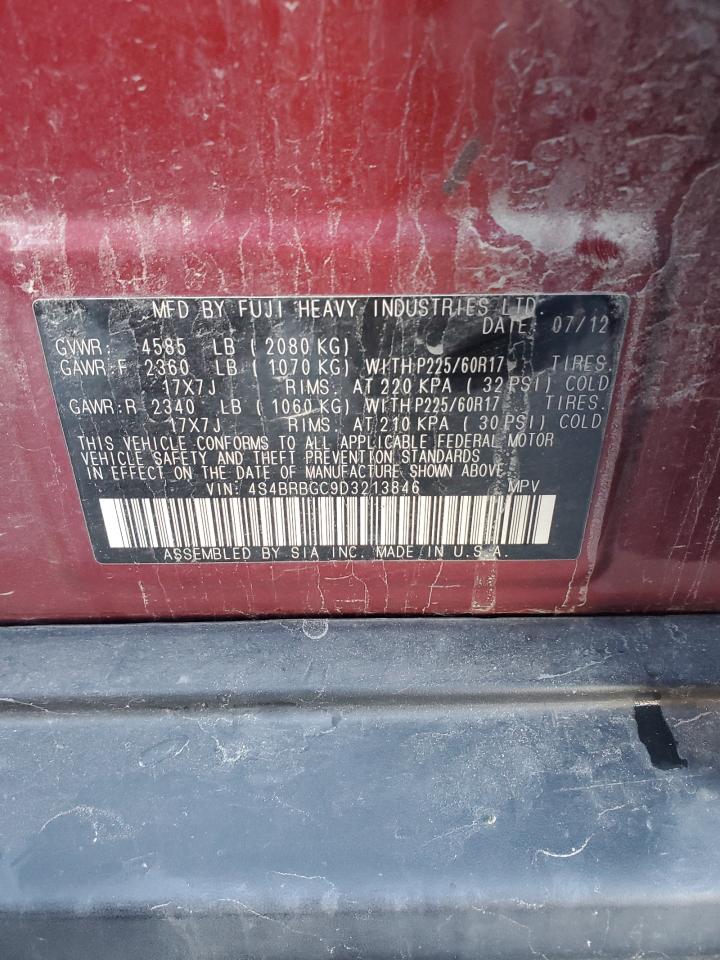 MFD BY FUJI HEAVY INDUSTRIES LTD.
DATE: 07/12
GVWR: 4585 LB ( 2080 KG)
GAWR:F 2360 LB ( 1070 KG) WITH P225/60R17 TIRES.
17X7J RIMS. AT 220 KPA ( 32 PSI) COLD
GAWR:R 2340 LB ( 1060 KG) WITH P225/60R17 TIRES.
17X7J RIMS. AT 210 KPA ( 30 PSI) COLD
THIS VEHICLE CONFORMS TO ALL APPLICABLE FEDERAL MOTOR
VEHICLE SAFETY AND THEFT PREVENTION STANDARDS
IN EFFECT ON THE DATE OF MANUFACTURE SHOWN ABOVE.
VIN: 4S4BRBGC9D3213846 MPV
ASSEMBLED BY SIA INC. MADE IN U.S.A.